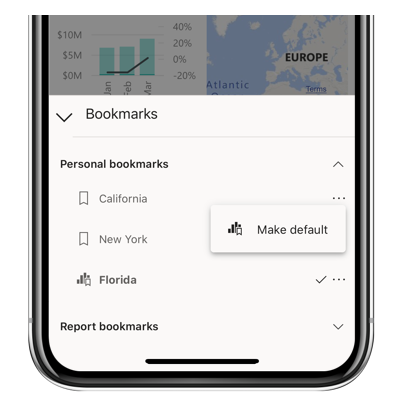 $10M
$5M
$0M
40%
20%
0%
-20%
Jan
Feb
Mar
EUROPE
Atlantic
Terms
Bookmarks
Personal bookmarks
California
Make default
New York
Florida
Report bookmarks